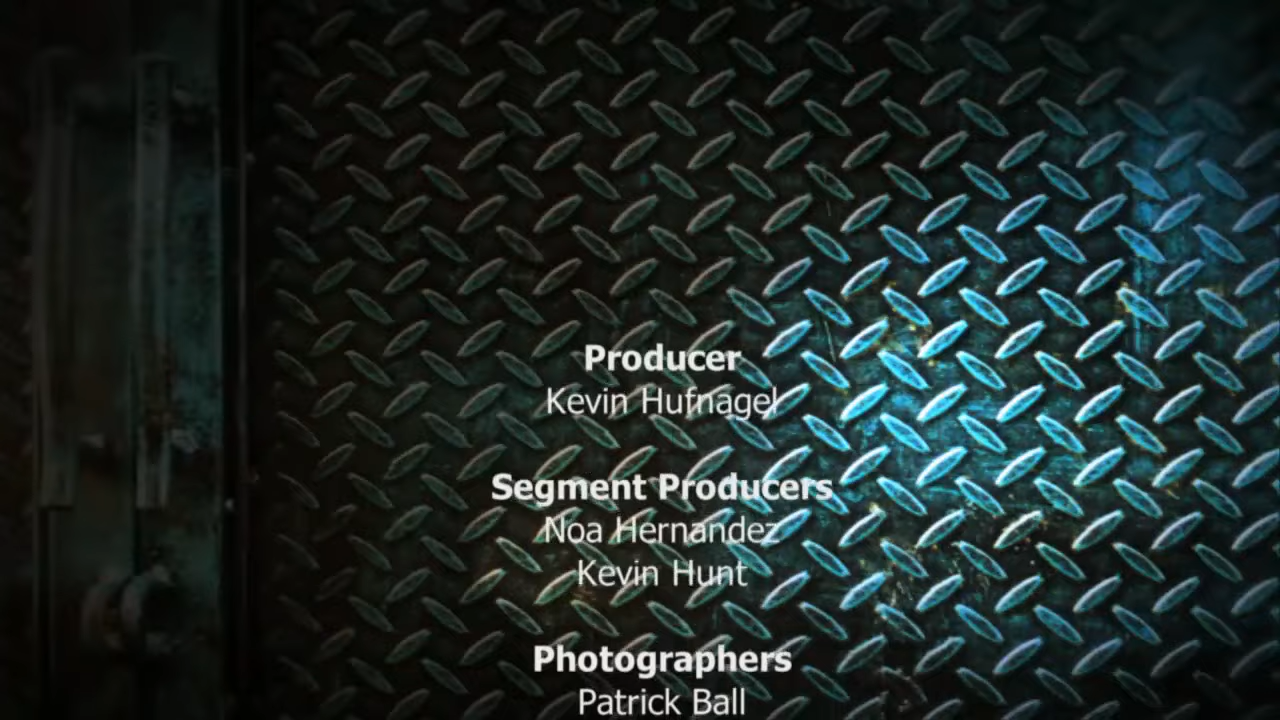 Producer
Kevin Hufnagel
Segment Producers
Noa Hernandez
Kevin Hunt
Photographers
Patrick Ball